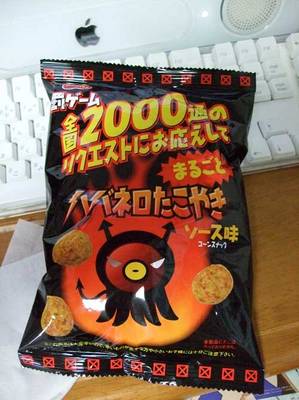 罰ゲーム
全国2000通の
リクエストにお応えして
まるごと
ハバネロたこやき
ソース味
コーンスナック